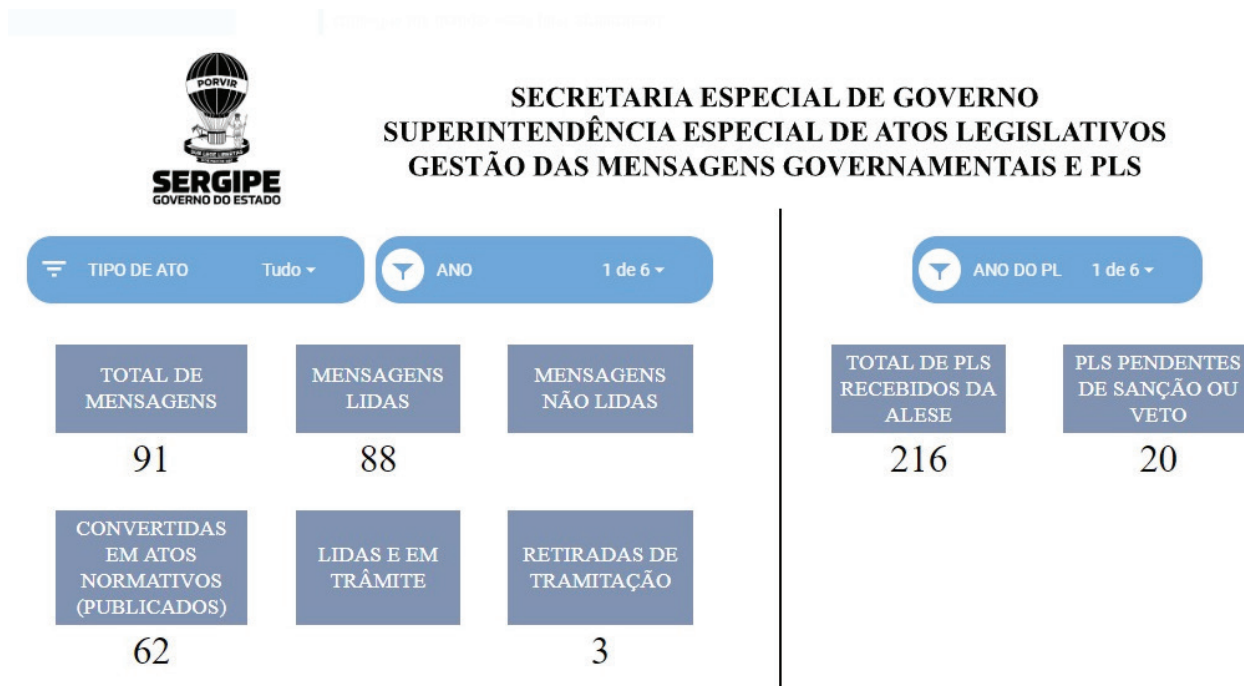 PORVIR
SERGIPE
GOVERNO DO ESTADO
SECRETARIA ESPECIAL DE GOVERNO
SUPERINTENDÊNCIA ESPECIAL DE ATOS LEGISLATIVOS
GESTÃO DAS MENSAGENS GOVERNAMENTAIS E PLS
TIPO DE ATO Tudo
ANO 1 de 6
ANO DO PL 1 de 6
TOTAL DE
MENSAGENS
91
MENSAGENS
LIDAS
88
MENSAGENS
NÃO LIDAS
TOTAL DE PLS
RECEBIDOS DA
ALESE
216
PLS PENDENTES
DE SANÇÃO OU
VETO
20
CONVERTIDAS
EM ATOS
NORMATIVOS
(PUBLICADOS)
62
LIDAS E EM
TRÂMITE
RETIRADAS DE
TRAMITAÇÃO
3